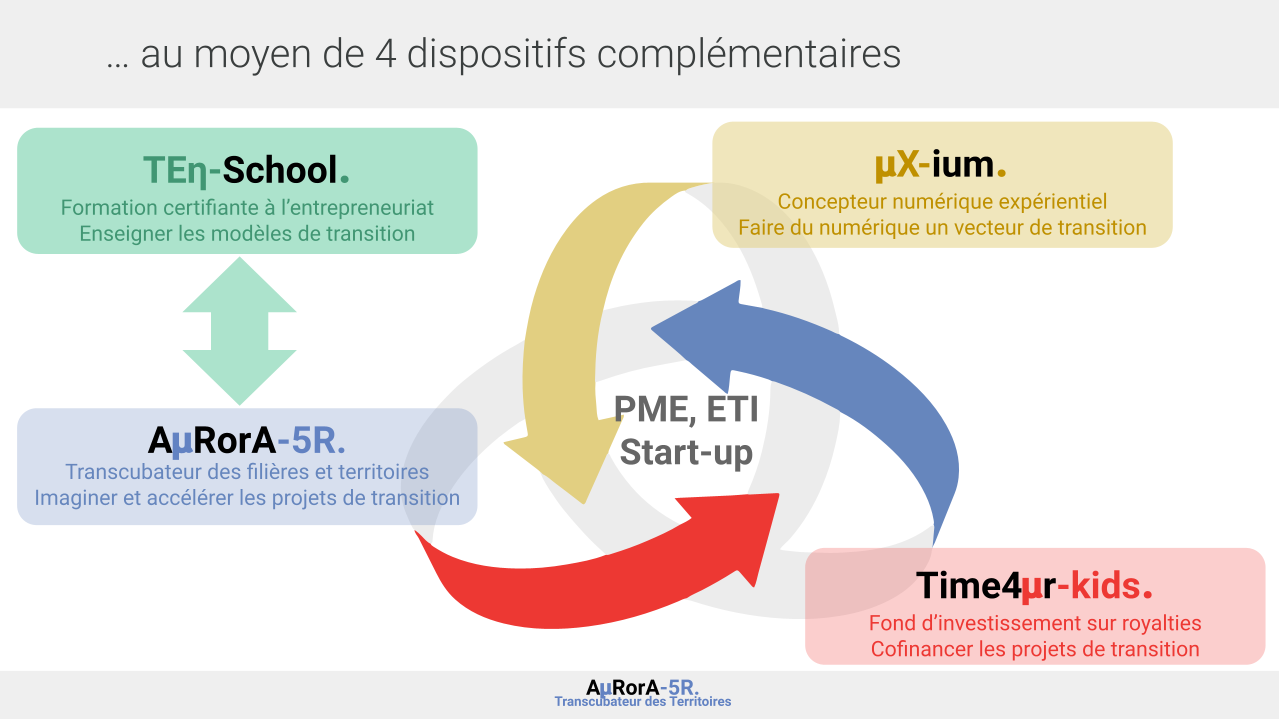 … au moyen de 4 dispositifs complémentaires
TEη-School.
Formation certifiante à l’entrepreneuriat
Enseigner les modèles de transition
µX-ium.
Concepteur numérique expérientiel
Faire du numérique un vecteur de transition
PME, ETI
Start-up
AµRorA-5R.
Transcubateur des filières et territoires
Imaginer et accélérer les projets de transition
Time4µr-kids.
Fond d’investissement sur royalties
Cofinancer les projets de transition
AµRorA-5R.
Transcubateur des Territoires